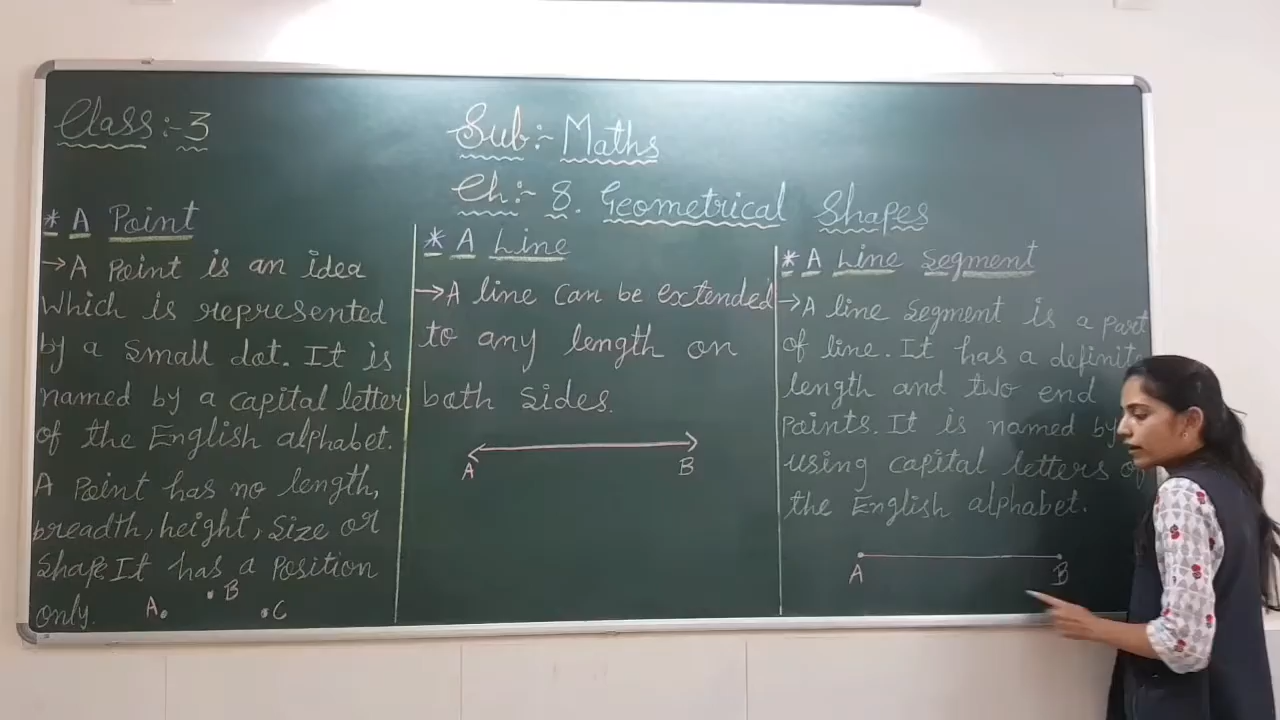 Class:- 3
Sub:- Maths
Ch:- 8. Geometrical Shapes
* A Point
→ A Point is an idea
which is represented
by a small dot. It is
named by a capital letter
of the English alphabet.
A Point has no length,
breadth, height, size or
shape. It has a Position
only.
A. .B .C
* A Line
→ A line can be extended
to any length on
both sides.
A B
* A Line Segment
→ A line Segment is a part
of line. It has a definite
length and two end
points. It is named by
using capital letters of
the English alphabet.
A B